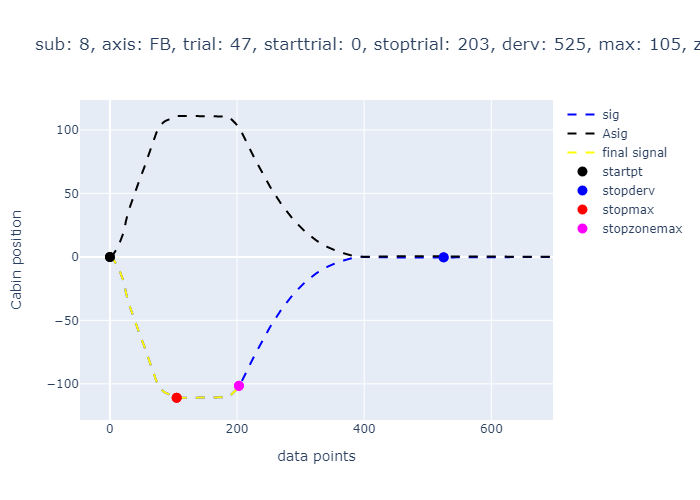 sub: 8, axis: FB, trial: 47, starttrial: 0, stoptrial: 203, derv: 525, max: 105, z
sig
Asig
final signal
startpt
stopderv
stopmax
stopzonemax
Cabin position
100
50
0
−50
−100
0
200
400
600
data points